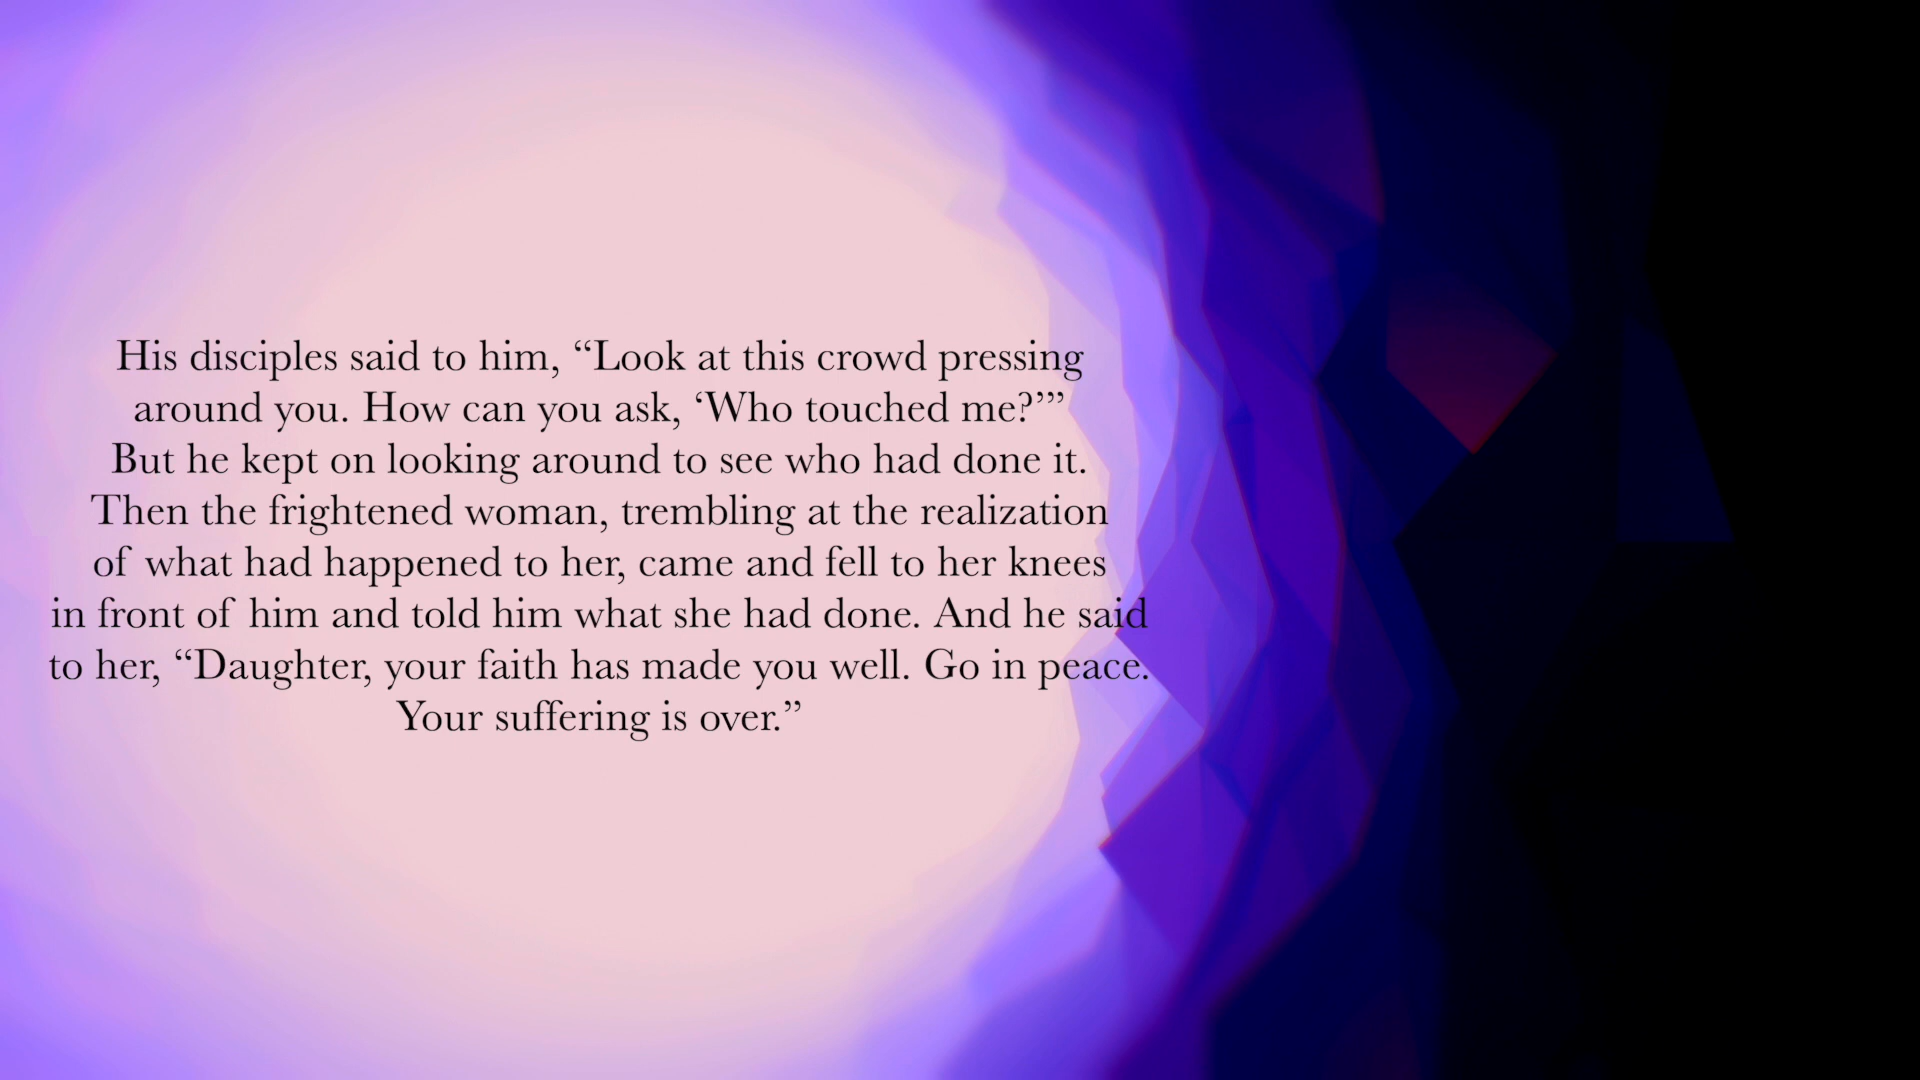 His disciples said to him, “Look at this crowd pressing
around you. How can you ask, ‘Who touched me?’”
But he kept on looking around to see who had done it.
Then the frightened woman, trembling at the realization
of what had happened to her, came and fell to her knees
in front of him and told him what she had done. And he said
to her, “Daughter, your faith has made you well. Go in peace.
Your suffering is over.”